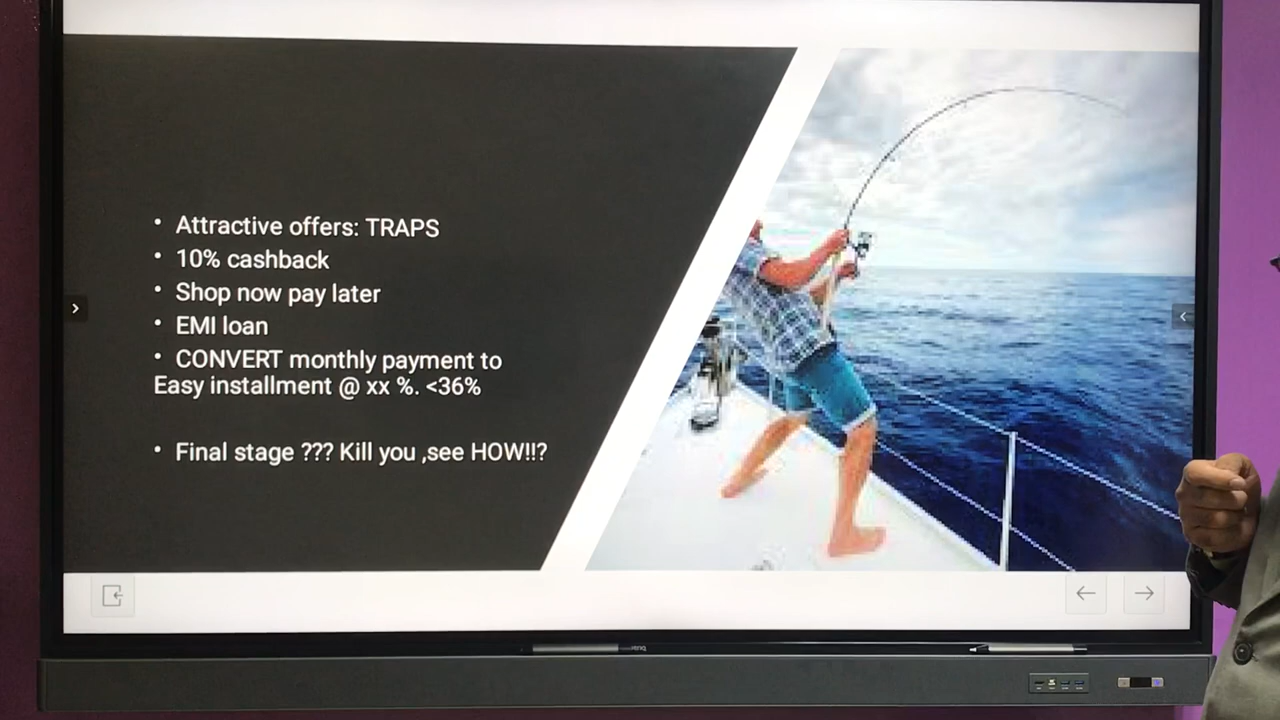 • Attractive offers: TRAPS
• 10% cashback
• Shop now pay later
• EMI loan
• CONVERT monthly payment to
Easy installment @ xx %. <36%
• Final stage ??? Kill you ,see HOW!!?
BenQ